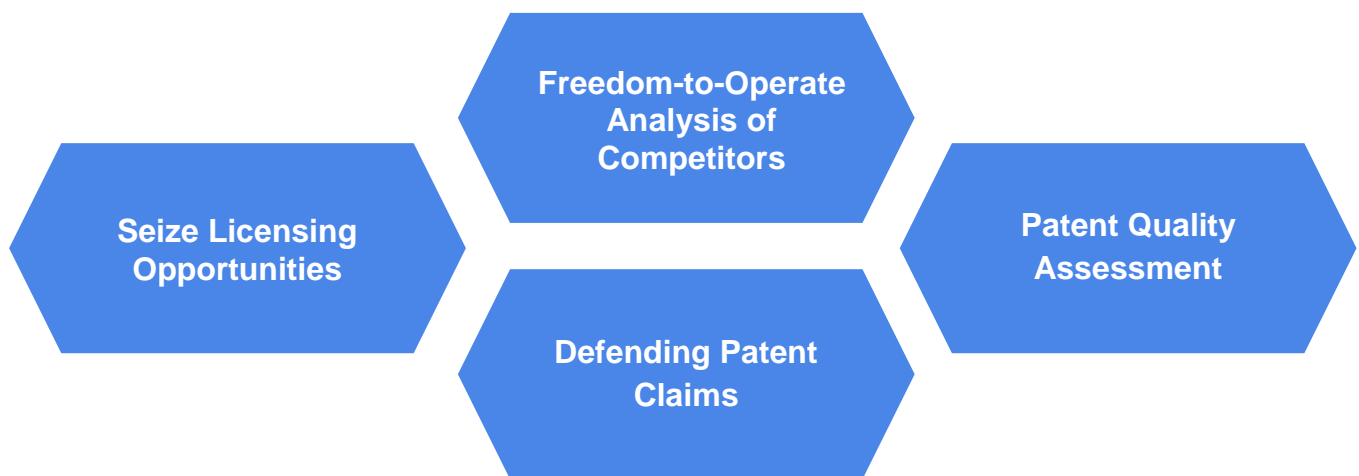 Freedom-to-Operate
Analysis of
Competitors
Seize Licensing
Opportunities
Patent Quality
Assessment
Defending Patent
Claims